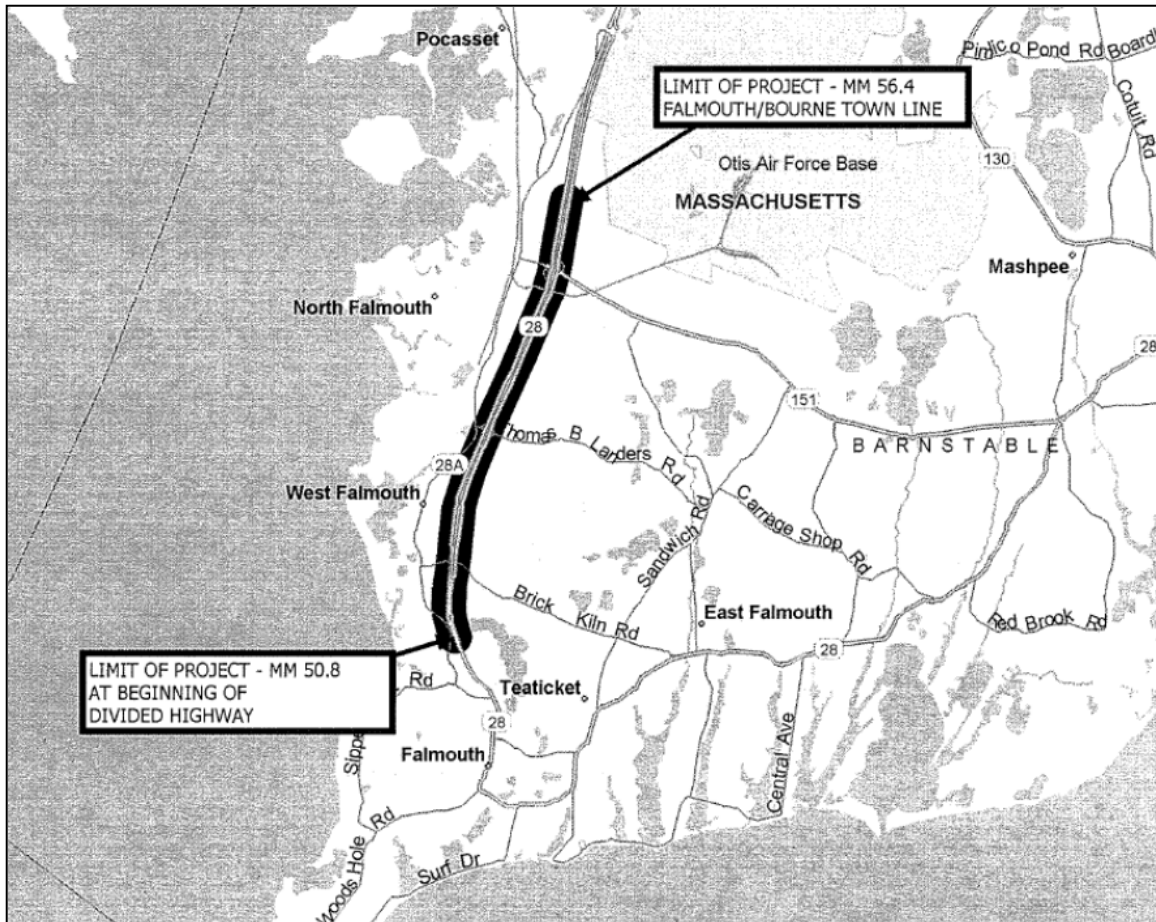 Pocasset
Pimlico Pond Rd
Cotuit Rd
LIMIT OF PROJECT - MM 56.4
FALMOUTH/BOURNE TOWN LINE
130
Otis Air Force Base
MASSACHUSETTS
Mashpee
North Falmouth
28
28
151
BARNSTABLE
Thomas B Landers Rd
28A
West Falmouth
Sandwich Rd
Carriage Shop Rd
Brick Kiln Rd
East Falmouth
Red Brook Rd
28
LIMIT OF PROJECT - MM 50.8
AT BEGINNING OF
DIVIDED HIGHWAY
Rd
Teaticket
28
Falmouth
Central Ave
Woods Hole Rd
Surf Dr